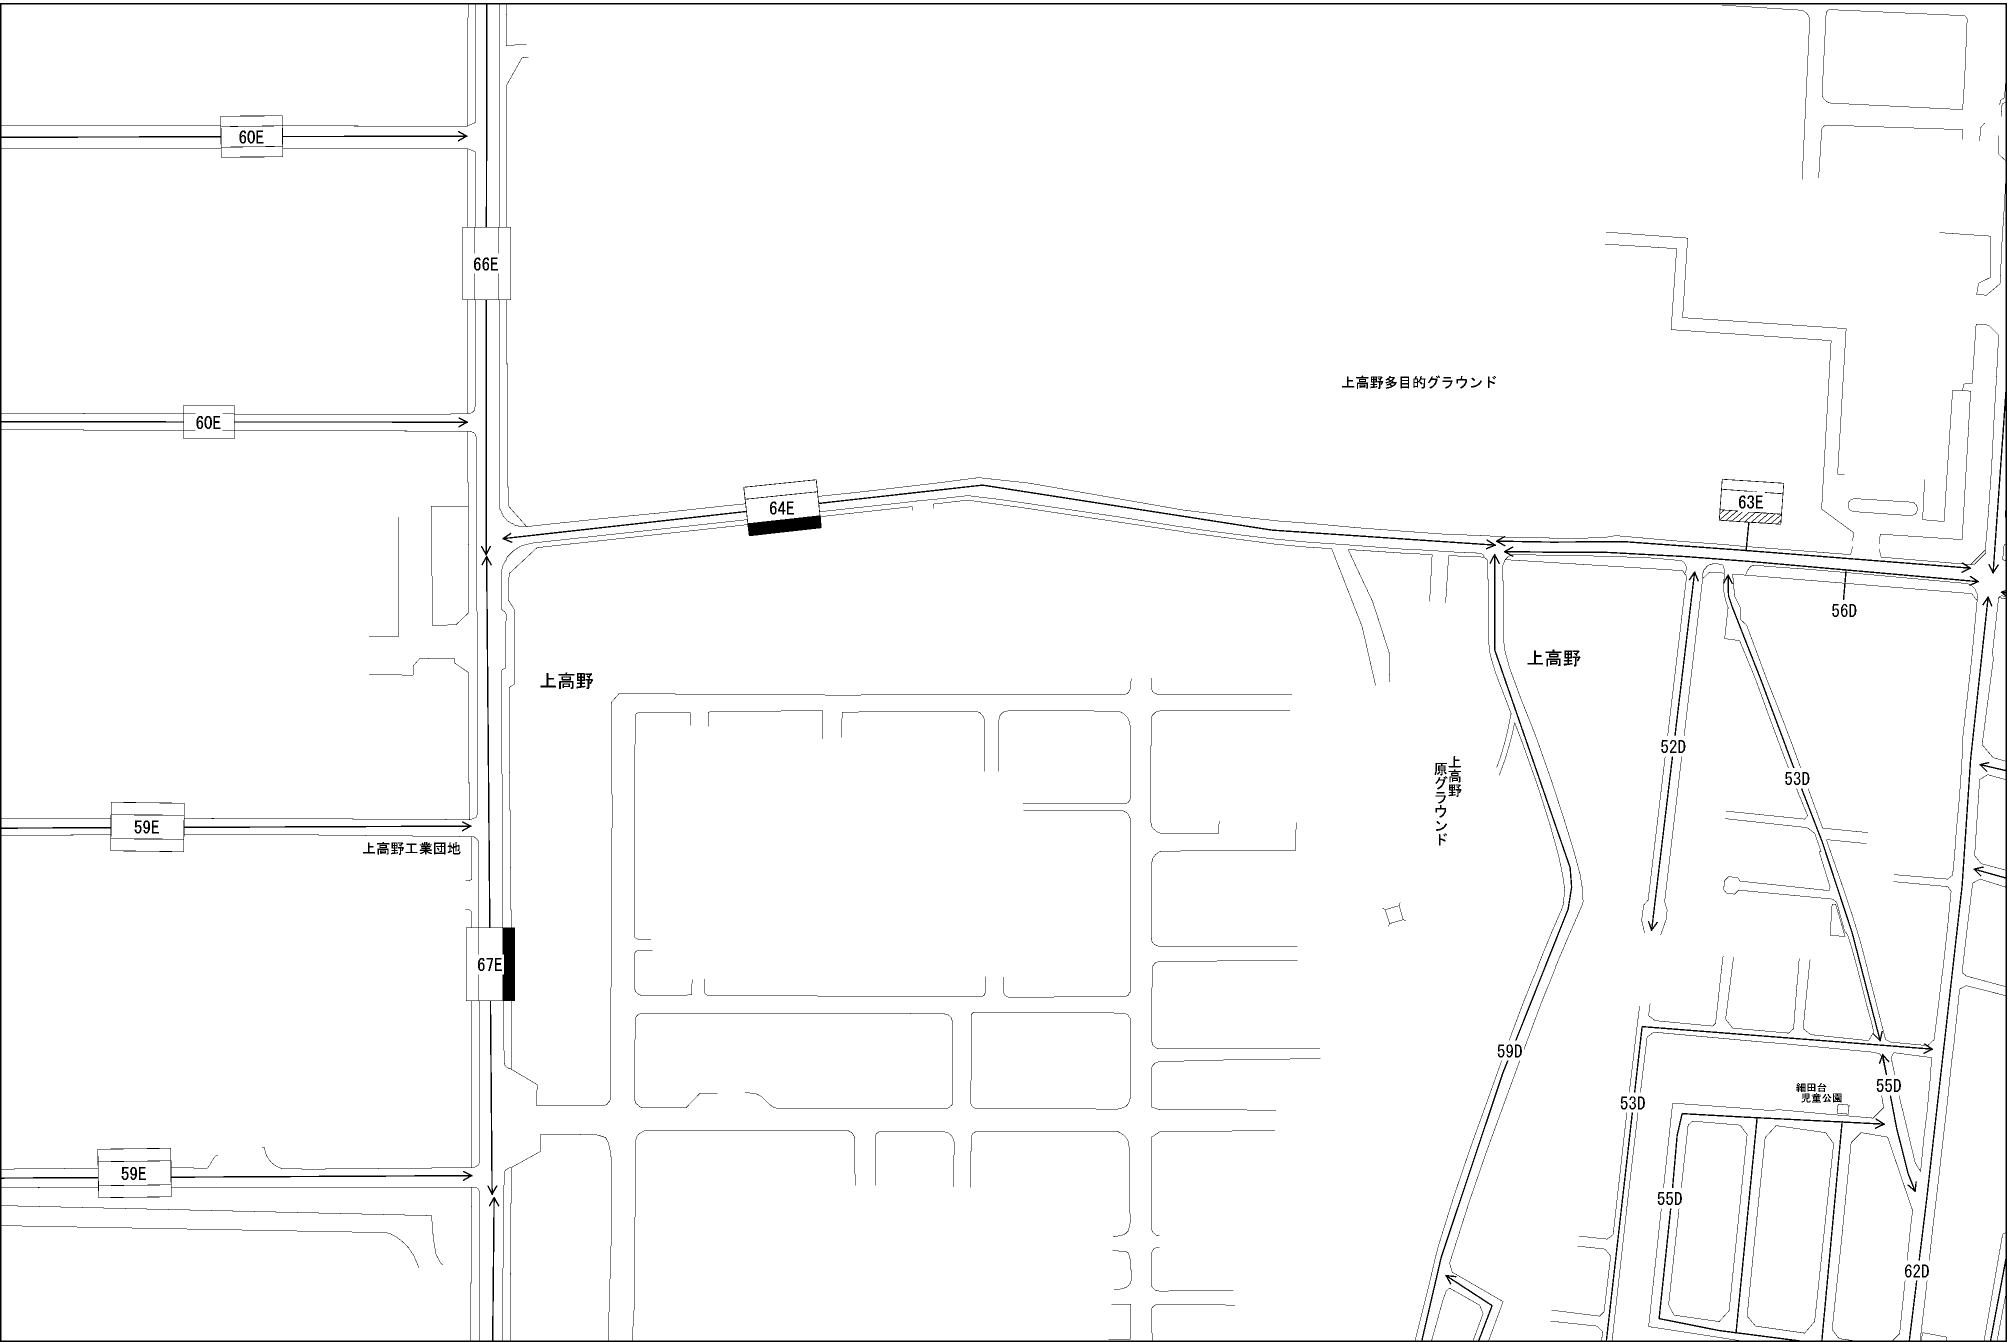 60E
66E
上高野多目的グラウンド
60E
64E
63E
56D
上高野
上高野
52D
53D
上高野
原グラウンド
59E
上高野工業団地
67E
59D
細田台
児童公園
55D
53D
59E
55D
62D